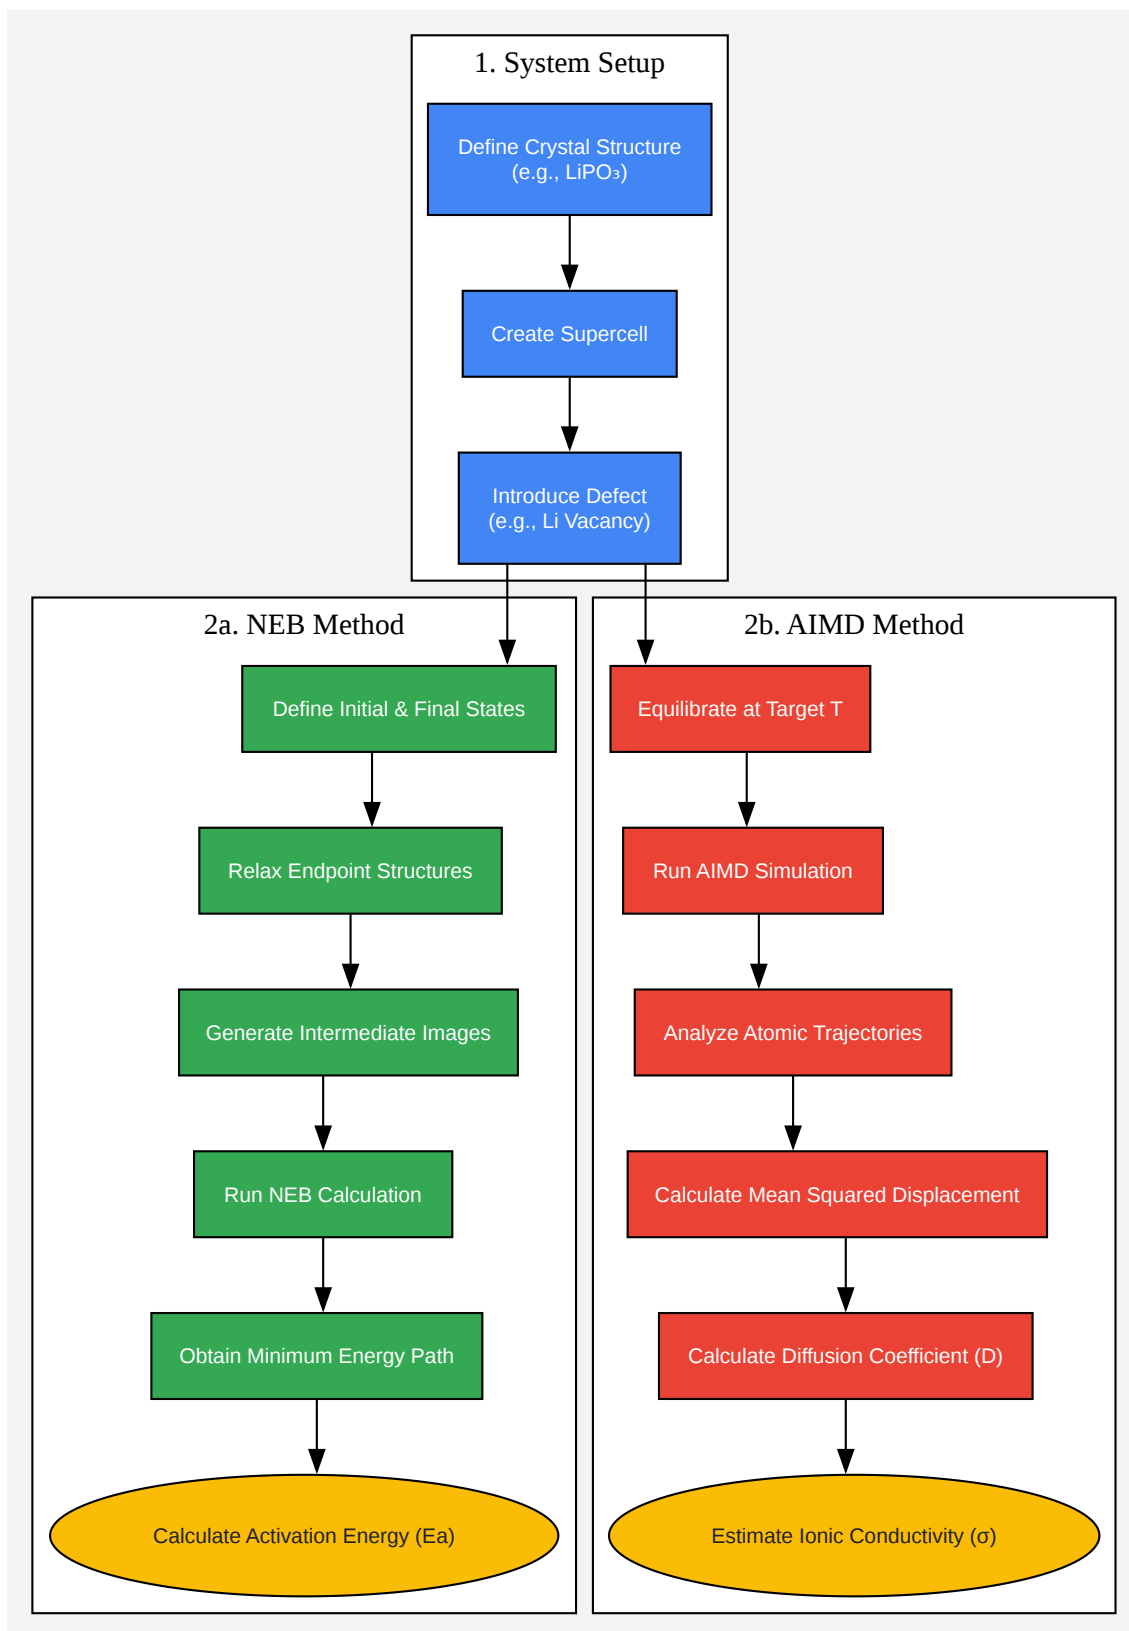 1. System Setup
Define Crystal Structure
(e.g., LiPO₃)
Create Supercell
Introduce Defect
(e.g., Li Vacancy)
2a. NEB Method
Define Initial & Final States
Relax Endpoint Structures
Generate Intermediate Images
Run NEB Calculation
Obtain Minimum Energy Path
Calculate Activation Energy (Ea)
2b. AIMD Method
Equilibrate at Target T
Run AIMD Simulation
Analyze Atomic Trajectories
Calculate Mean Squared Displacement
Calculate Diffusion Coefficient (D)
Estimate Ionic Conductivity (σ)